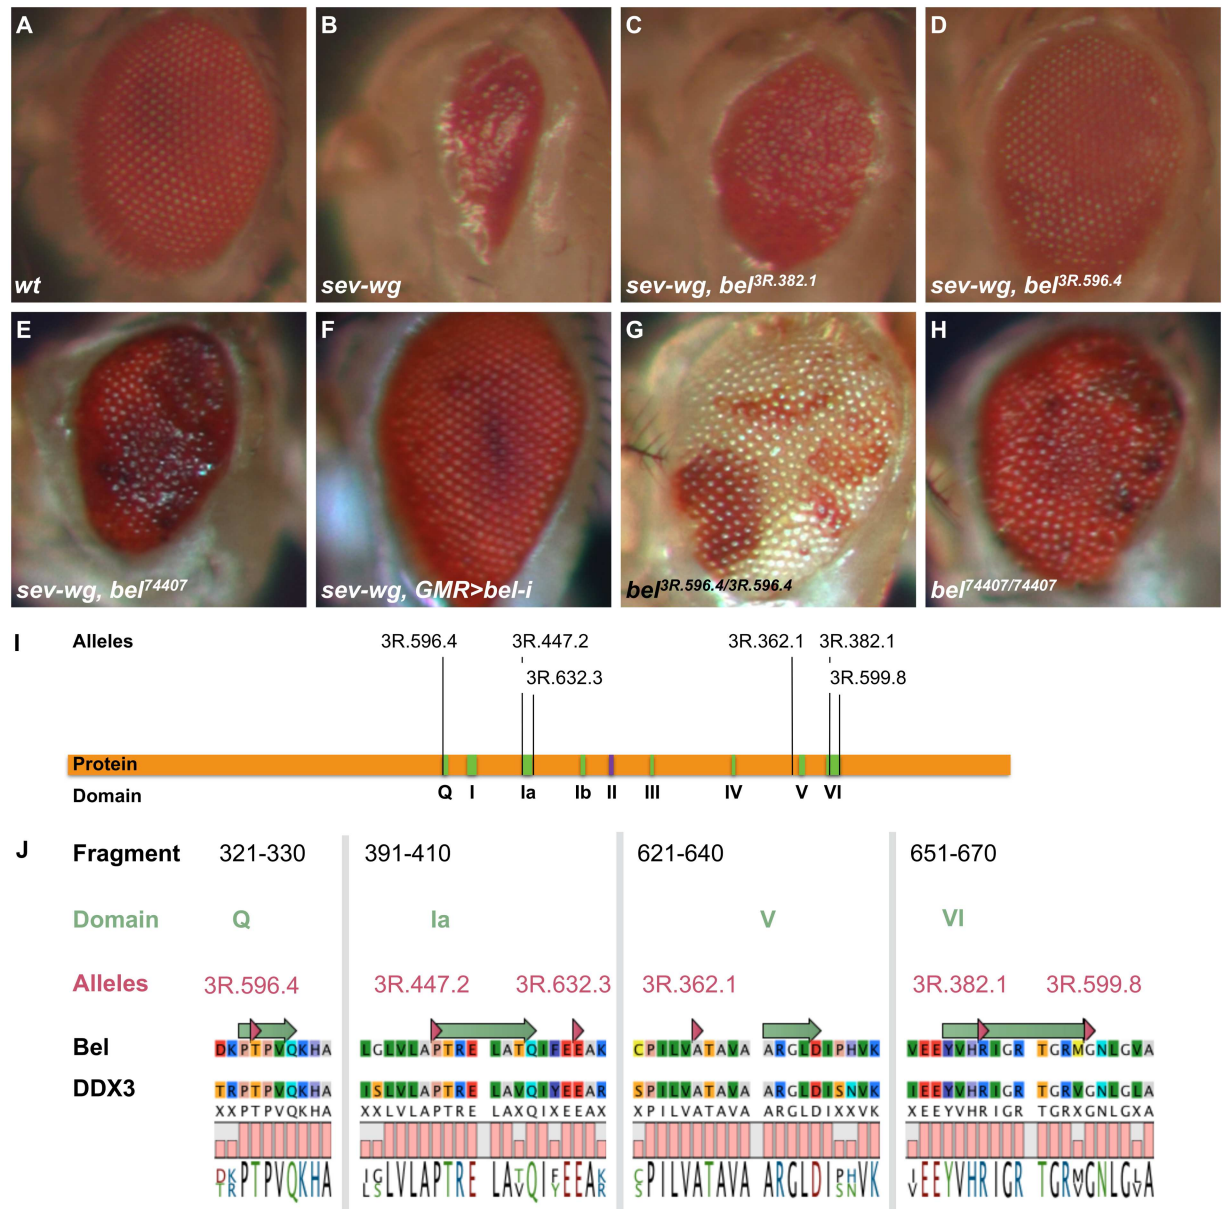 A
B
C
D
wt
sev-wg
sev-wg, bel3R.382.1
sev-wg, bel3R.596.4
E
F
G
H
sev-wg, bel74407
sev-wg, GMR>bel-i
bel3R.596.4/3R.596.4
bel74407/74407
I
Alleles 3R.596.4 3R.447.2 3R.362.1 3R.382.1
3R.632.3 3R.599.8
Protein
Domain Q I Ia Ib II III IV V VI
J
Fragment 321-330 391-410 621-640 651-670
Domain Q Ia V VI
Alleles 3R.596.4 3R.447.2 3R.632.3 3R.362.1 3R.382.1 3R.599.8
Bel DKPTPVQKHA LGLVLAPTRE LATQIFEEAK CPILVATAVA ARGLDIPHVK VEEYVHRIGR TGRMGNLGVA
DDX3 TRPTPVQKHA ISLVLAPTRE LAVQIYEEAR SPILVATAVA ARGLDISNVK IEEYVHRIGR TGRVGNLGLA
XXPTPVQKHA XXLVLAPTRE LAXQIXEEAX XPILVATAVA ARGLDIXXVK XEEYVHRIGR TGRXGNLGXA